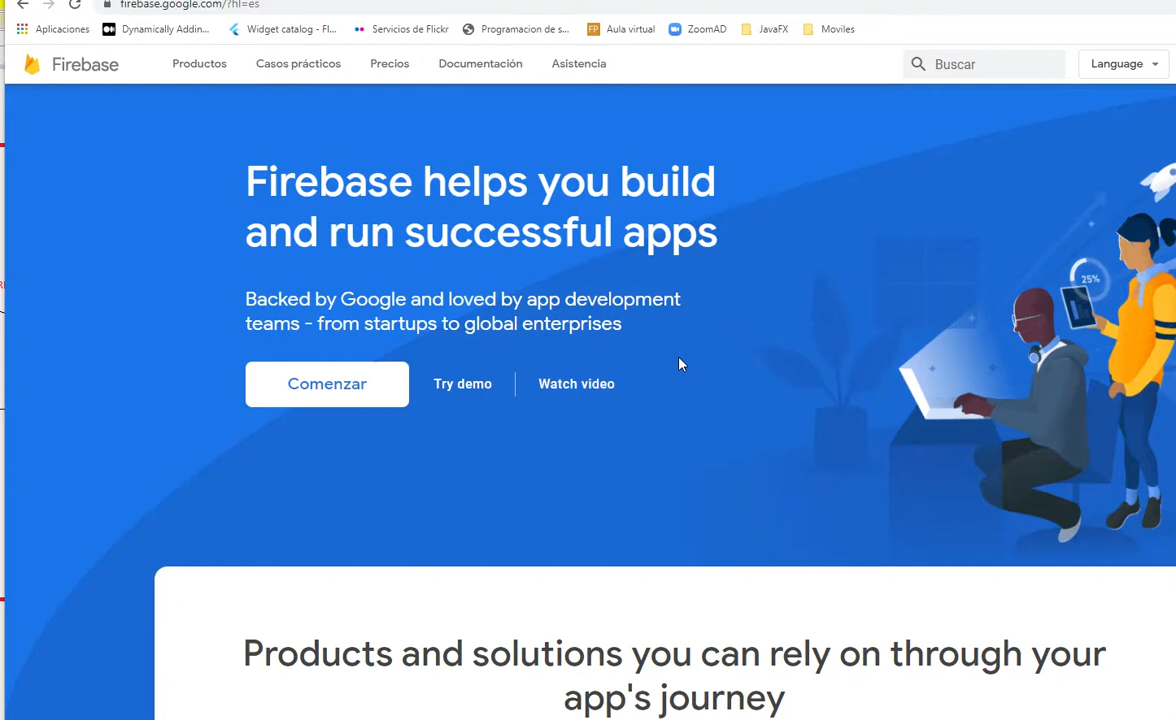 firebase.google.com/?hl=es
Aplicaciones Dynamically Addin... Widget catalog - Fl... Servicios de Flickr Programacion de s... FP Aula virtual ZoomAD JavaFX Moviles
Firebase Productos Casos prácticos Precios Documentación Asistencia Buscar Language
Firebase helps you build
and run successful apps
25%
Backed by Google and loved by app development
teams - from startups to global enterprises
Comenzar Try demo Watch video
Products and solutions you can rely on through your
app's journey